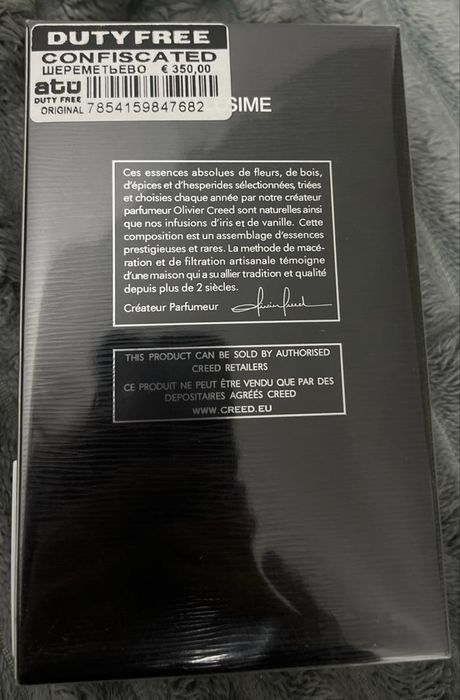 DUTY FREE
CONFISCATED
ШЕРЕМЕТЬЕВО € 350,00
atu
DUTY FREE
ORIGINAL 7854159847682
SIME
Ces essences absolues de fleurs, de bois,
d'épices et d'hesperides sélectionnées, triées
et choisies chaque année par notre créateur
parfumeur Olivier Creed sont naturelles ainsi
que nos infusions d'iris et de vanille. Cette
composition est un assemblage d'essences
prestigieuses et rares. La methode de macé-
ration et de filtration artisanale témoigne
d'une maison qui a su allier tradition et qualité
depuis plus de 2 siècles.
Créateur Parfumeur
THIS PRODUCT CAN BE SOLD BY AUTHORISED
CREED RETAILERS
CE PRODUIT NE PEUT ÊTRE VENDU QUE PAR DES
DEPOSITAIRES AGRÉÉS CREED
WWW.CREED.EU